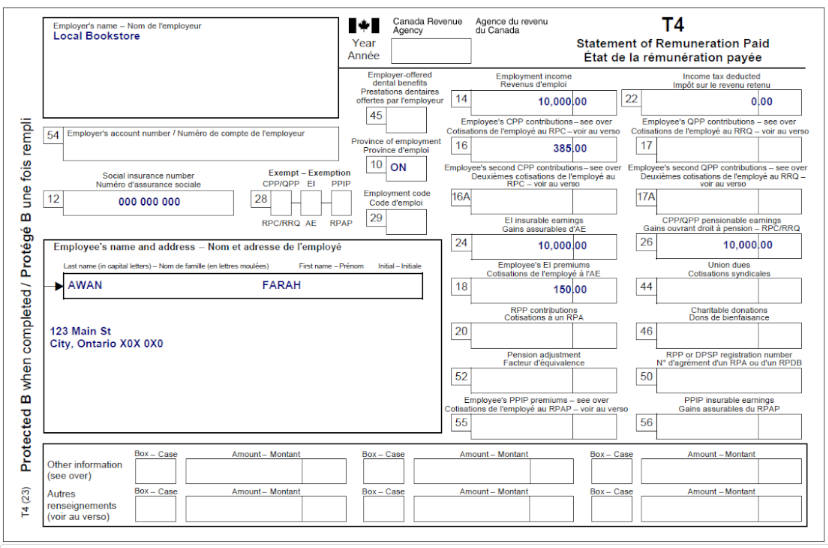 Employer's name – Nom de l'employeur
Local Bookstore
Canada Revenue Agency
Agence du revenu du Canada
Year
Année
T4
Statement of Remuneration Paid
État de la rémunération payée
Employer-offered dental benefits
Prestations dentaires offertes par l'employeur
45
Employment income
Revenus d'emploi
14 10,000.00
Income tax deducted
Impôt sur le revenu retenu
22 0.00
54 Employer's account number / Numéro de compte de l'employeur
Province of employment
Province d'emploi
10 ON
Employee's CPP contributions – see over
Cotisations de l'employé au RPC – voir au verso
16 385.00
Employee's QPP contributions – see over
Cotisations de l'employé au RRQ – voir au verso
17
Social insurance number
Numéro d'assurance sociale
12 000 000 000
Exempt – Exemption
CPP/QPP EI PPIP
28
RPC/RRQ AE RPAP
Employment code
Code d'emploi
29
Employee's second CPP contributions – see over
Deuxièmes cotisations de l'employé au RPC – voir au verso
16A
Employee's second QPP contributions – see over
Deuxièmes cotisations de l'employé au RRQ – voir au verso
17A
EI insurable earnings
Gains assurables d'AE
24 10,000.00
CPP/QPP pensionable earnings
Gains ouvrant droit à pension – RPC/RRQ
26 10,000.00
Employee's name and address – Nom et adresse de l'employé
Last name (in capital letters) – Nom de famille (en lettres moulées) First name – Prénom Initial – Initiale
AWAN FARAH
123 Main St
City, Ontario X0X 0X0
Employee's EI premiums
Cotisations de l'employé à l'AE
18 150.00
Union dues
Cotisations syndicales
44
RPP contributions
Cotisations à un RPA
20
Charitable donations
Dons de bienfaisance
46
Pension adjustment
Facteur d'équivalence
52
RPP or DPSP registration number
N° d'agrément d'un RPA ou d'un RPDB
50
Employee's PPIP premiums – see over
Cotisations de l'employé au RPAP – voir au verso
55
PPIP insurable earnings
Gains assurables du RPAP
56
Other information
(see over)
Box – Case Amount – Montant Box – Case Amount – Montant Box – Case Amount – Montant
Autres
renseignements
(voir au verso)
Box – Case Amount – Montant Box – Case Amount – Montant Box – Case Amount – Montant
Protected B when completed / Protégé B une fois rempli
T4 (23)